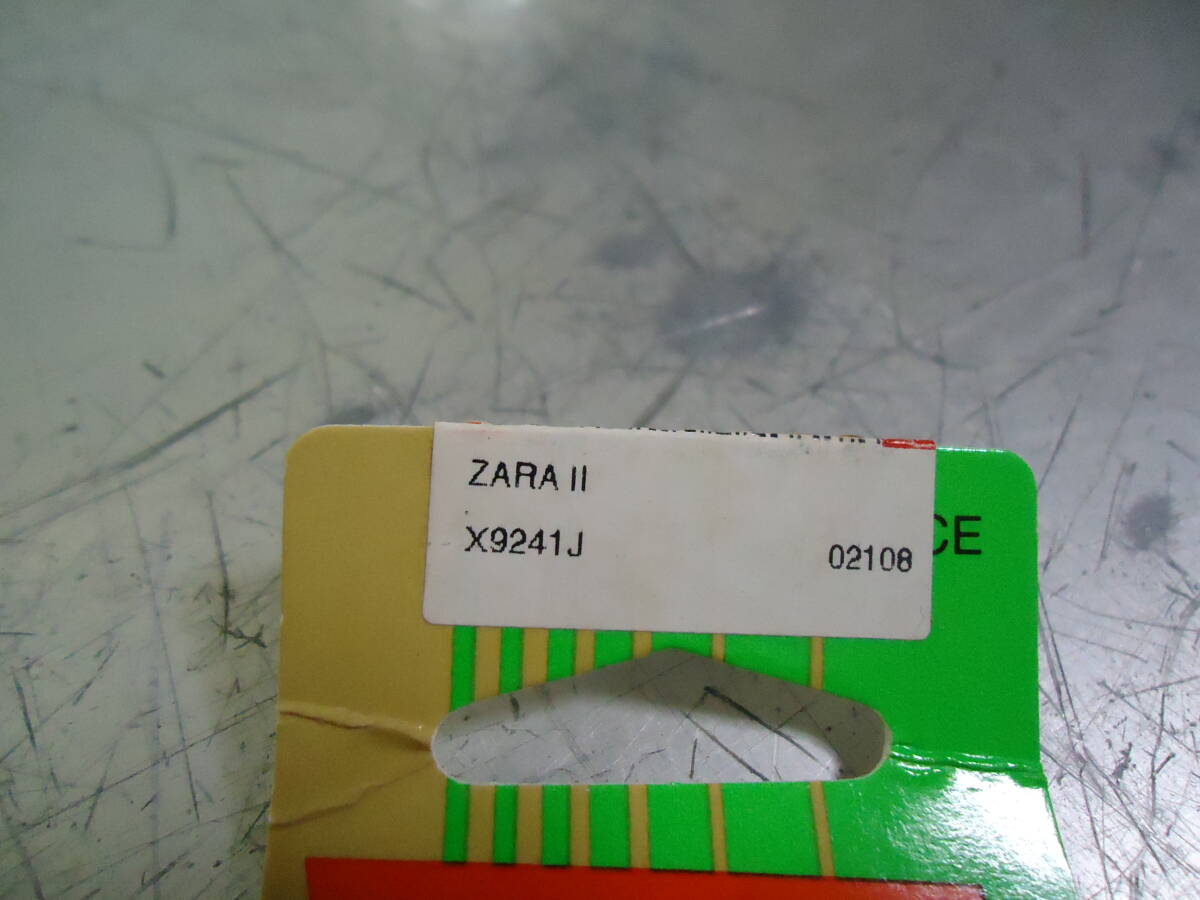 ZARA II
X9241J
02108
CE